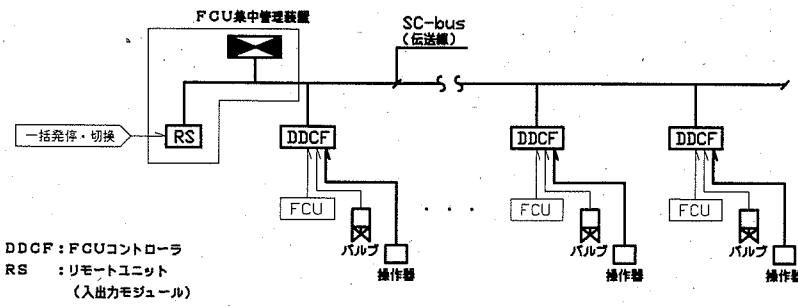 FCU集中管理装置
SC-bus
(伝送線)
一括発停・切換
RS
DDCF
DDCF
DDCF
FCU
FCU
FCU
バルブ
バルブ
バルブ
操作器
操作器
操作器
DDCF:FCUコントローラ
RS :リモートユニット
(入出力モジュール)